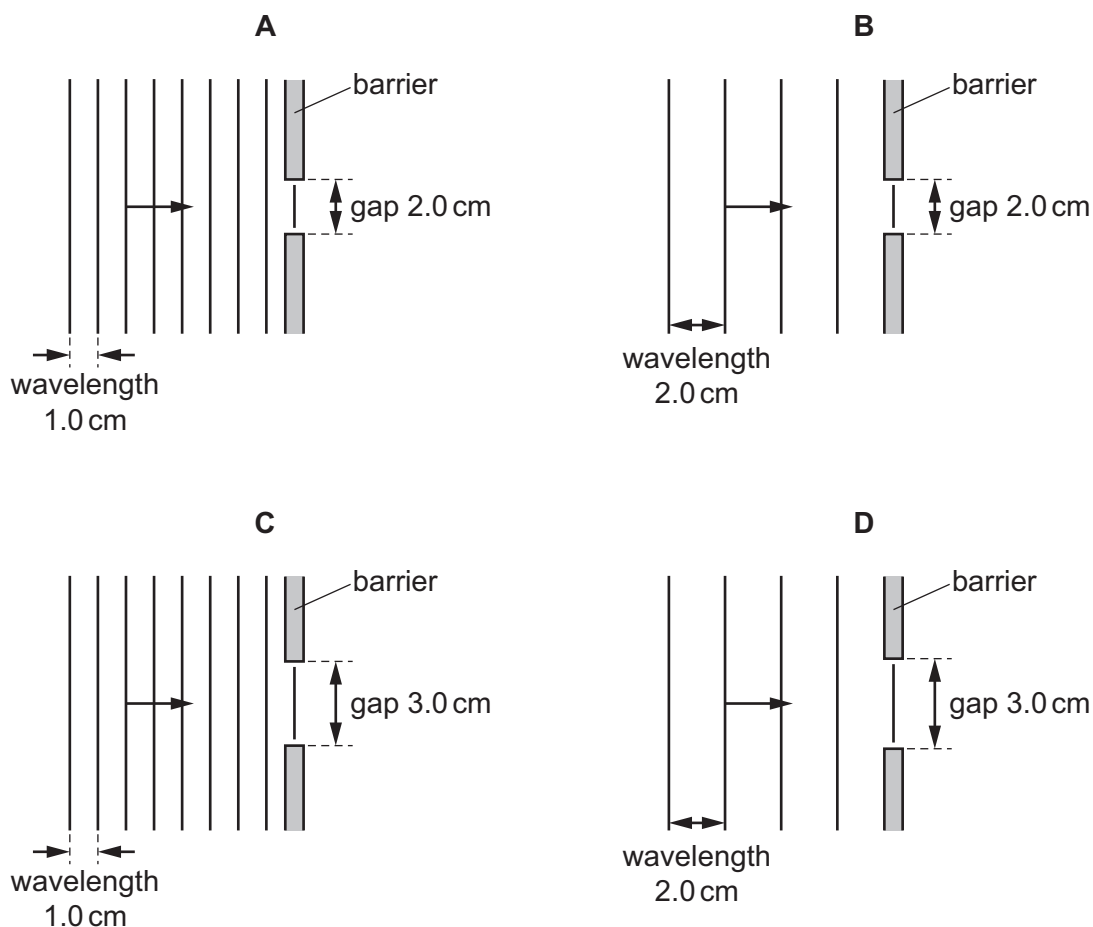 A
barrier
gap 2.0 cm
wavelength
1.0 cm
B
barrier
gap 2.0 cm
wavelength
2.0 cm
C
barrier
gap 3.0 cm
wavelength
1.0 cm
D
barrier
gap 3.0 cm
wavelength
2.0 cm